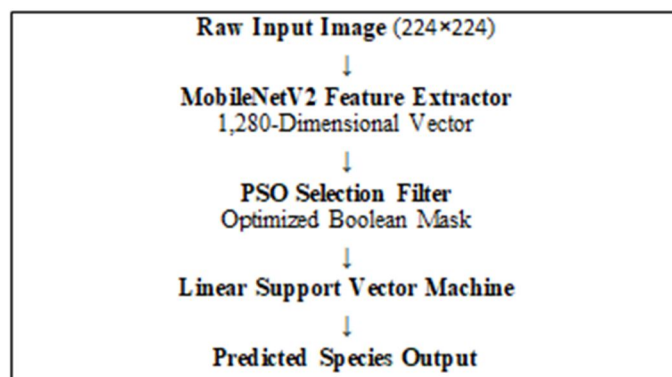 Raw Input Image (224×224)
↓
MobileNetV2 Feature Extractor
1,280-Dimensional Vector
↓
PSO Selection Filter
Optimized Boolean Mask
↓
Linear Support Vector Machine
↓
Predicted Species Output